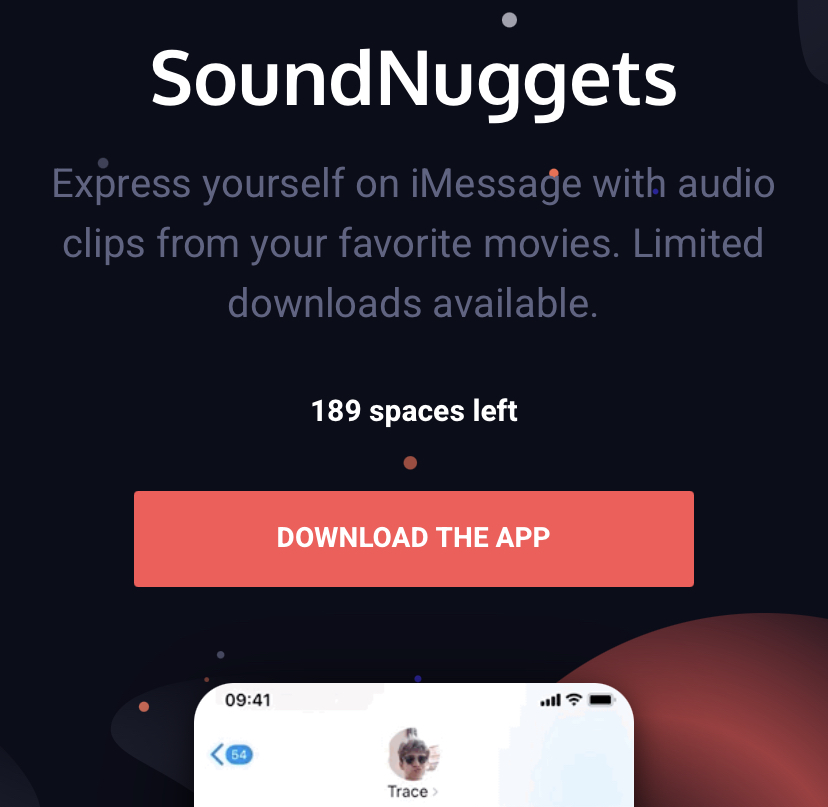 SoundNuggets
Express yourself on iMessage with audio
clips from your favorite movies. Limited
downloads available.
189 spaces left
DOWNLOAD THE APP
09:41
54
Trace